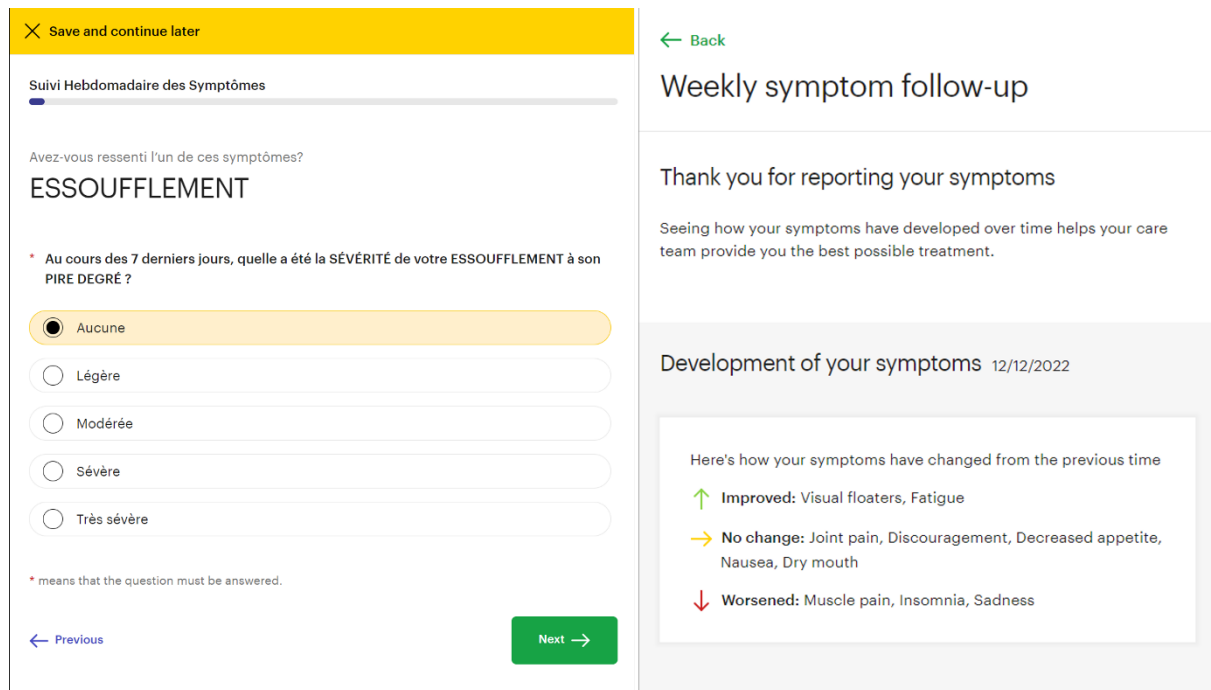 Save and continue later
Suivi Hebdomadaire des Symptômes
Avez-vous ressenti l'un de ces symptômes?
ESSOUFFLEMENT
* Au cours des 7 derniers jours, quelle a été la SÉVÉRITÉ de votre ESSOUFFLEMENT à son
PIRE DEGRÉ ?
Aucune
Légère
Modérée
Sévère
Très sévère
* means that the question must be answered.
← Previous
Next →
← Back
Weekly symptom follow-up
Thank you for reporting your symptoms
Seeing how your symptoms have developed over time helps your care
team provide you the best possible treatment.
Development of your symptoms 12/12/2022
Here's how your symptoms have changed from the previous time
↑ Improved: Visual floaters, Fatigue
→ No change: Joint pain, Discouragement, Decreased appetite,
Nausea, Dry mouth
↓ Worsened: Muscle pain, Insomnia, Sadness